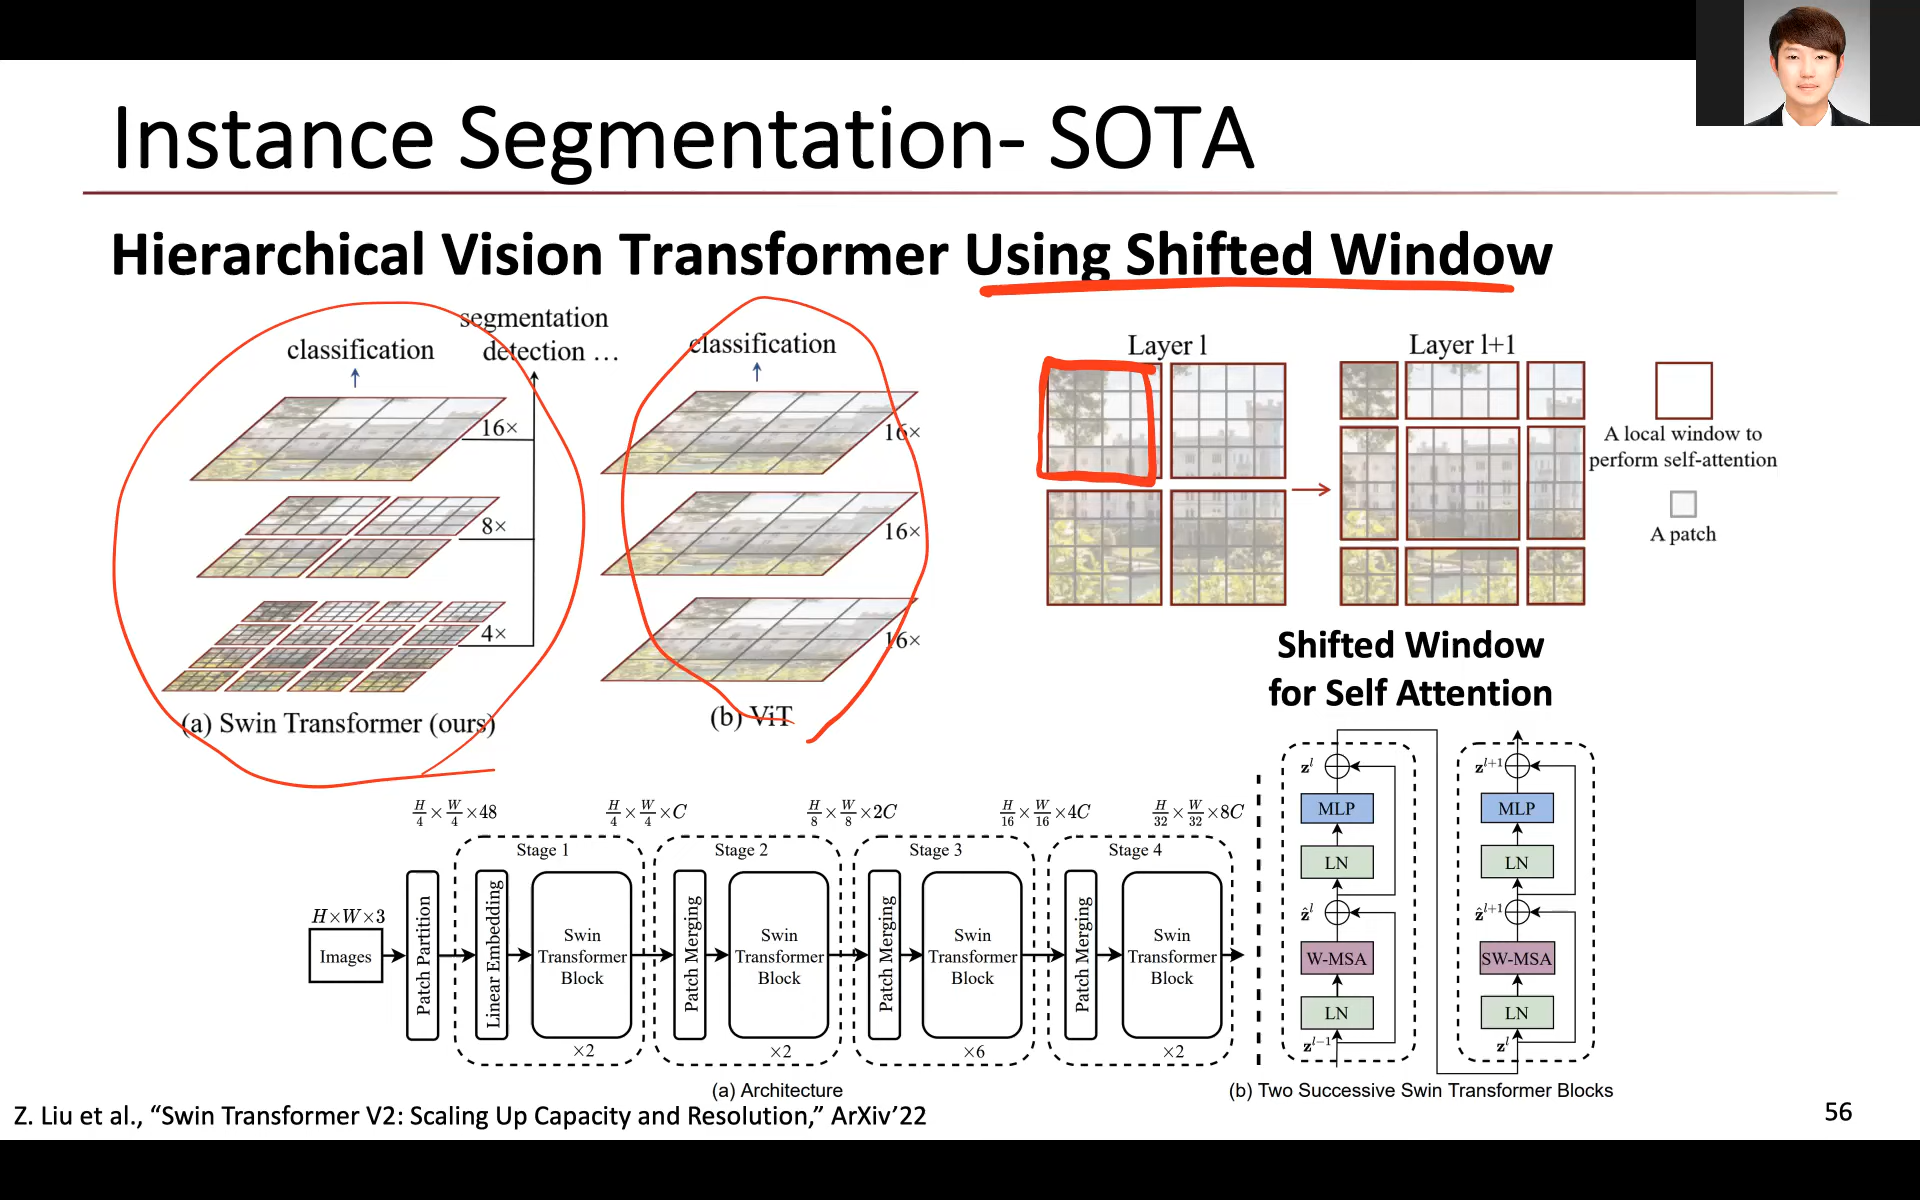 Instance Segmentation- SOTA
Hierarchical Vision Transformer Using Shifted Window
classification
segmentation
detection ...
16×
8×
4×
(a) Swin Transformer (ours)
classification
16×
16×
16×
(b) ViT
Layer l
Layer l+1
A local window to
perform self-attention
A patch
Shifted Window
for Self Attention
H/4 × W/4 ×48
H/4 × W/4 ×C
H/8 × W/8 ×2C
H/16 × W/16 ×4C
H/32 × W/32 ×8C
H×W×3
Images
Patch Partition
Stage 1
Linear Embedding
Swin
Transformer
Block
×2
Stage 2
Patch Merging
Swin
Transformer
Block
×2
Stage 3
Patch Merging
Swin
Transformer
Block
×6
Stage 4
Patch Merging
Swin
Transformer
Block
×2
(a) Architecture
z^l
MLP
LN
ẑ^l
W-MSA
LN
z^{l-1}
z^{l+1}
MLP
LN
ẑ^{l+1}
SW-MSA
LN
z^l
(b) Two Successive Swin Transformer Blocks
Z. Liu et al., “Swin Transformer V2: Scaling Up Capacity and Resolution,” ArXiv’22
56